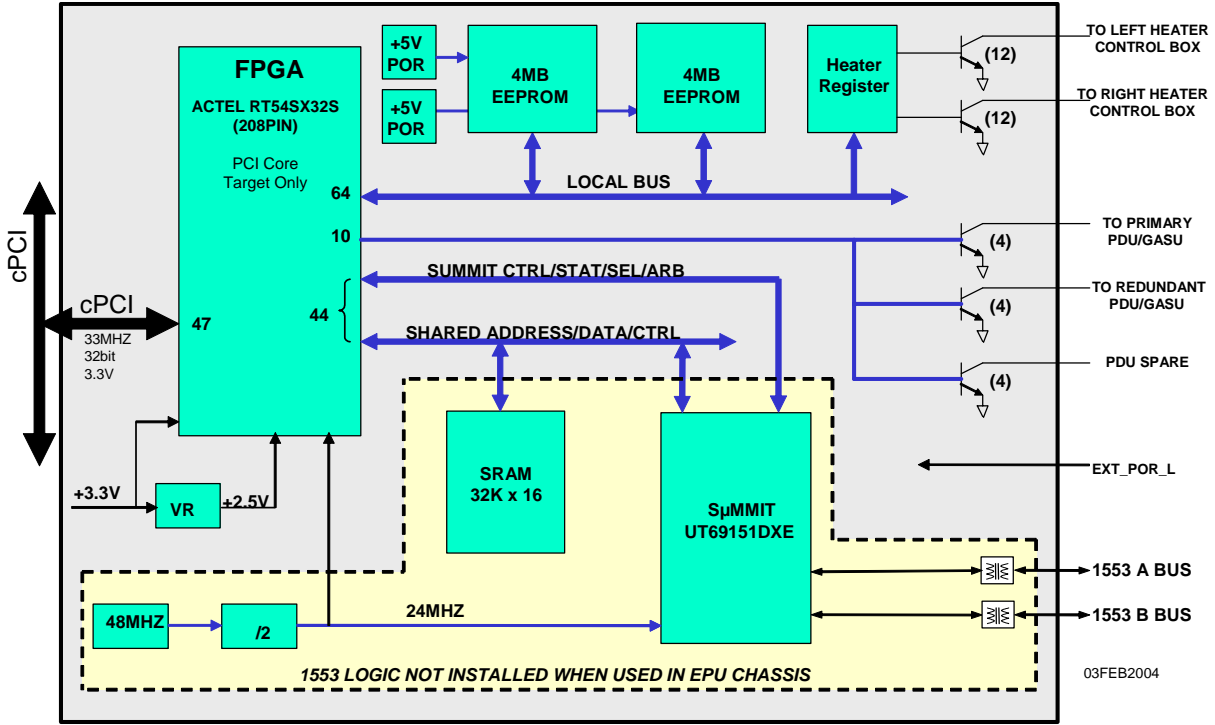 FPGA
ACTEL RT54SX32S
(208PIN)
PCI Core
Target Only
64
10
44
47
+5V
POR
+5V
POR
4MB
EEPROM
4MB
EEPROM
Heater
Register
(12)
(12)
TO LEFT HEATER
CONTROL BOX
TO RIGHT HEATER
CONTROL BOX
LOCAL BUS
(4)
TO PRIMARY
PDU/GASU
(4)
TO REDUNDANT
PDU/GASU
(4)
PDU SPARE
SUMMIT CTRL/STAT/SEL/ARB
SHARED ADDRESS/DATA/CTRL
cPCI
cPCI
33MHZ
32bit
3.3V
SRAM
32K x 16
SµMMIT
UT69151DXE
EXT_POR_L
+3.3V
VR
+2.5V
1553 A BUS
1553 B BUS
48MHZ
/2
24MHZ
1553 LOGIC NOT INSTALLED WHEN USED IN EPU CHASSIS
03FEB2004